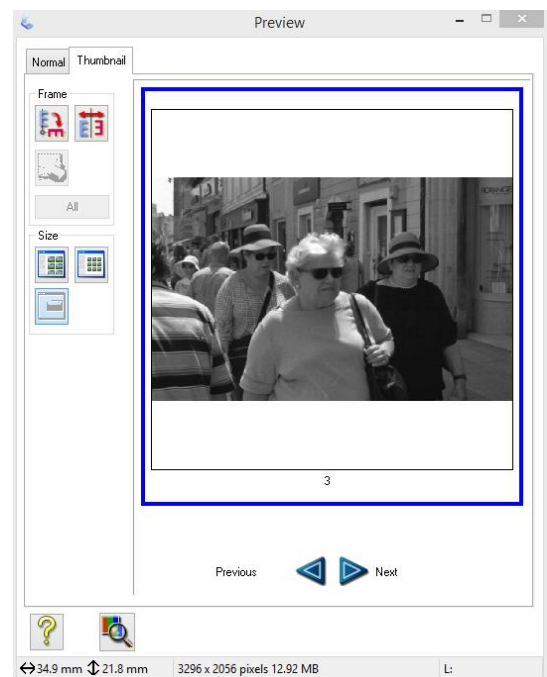 Preview
Normal Thumbnail
Frame
All
Size
3
Previous Next
34.9 mm 21.8 mm 3296 x 2056 pixels 12.92 MB L: